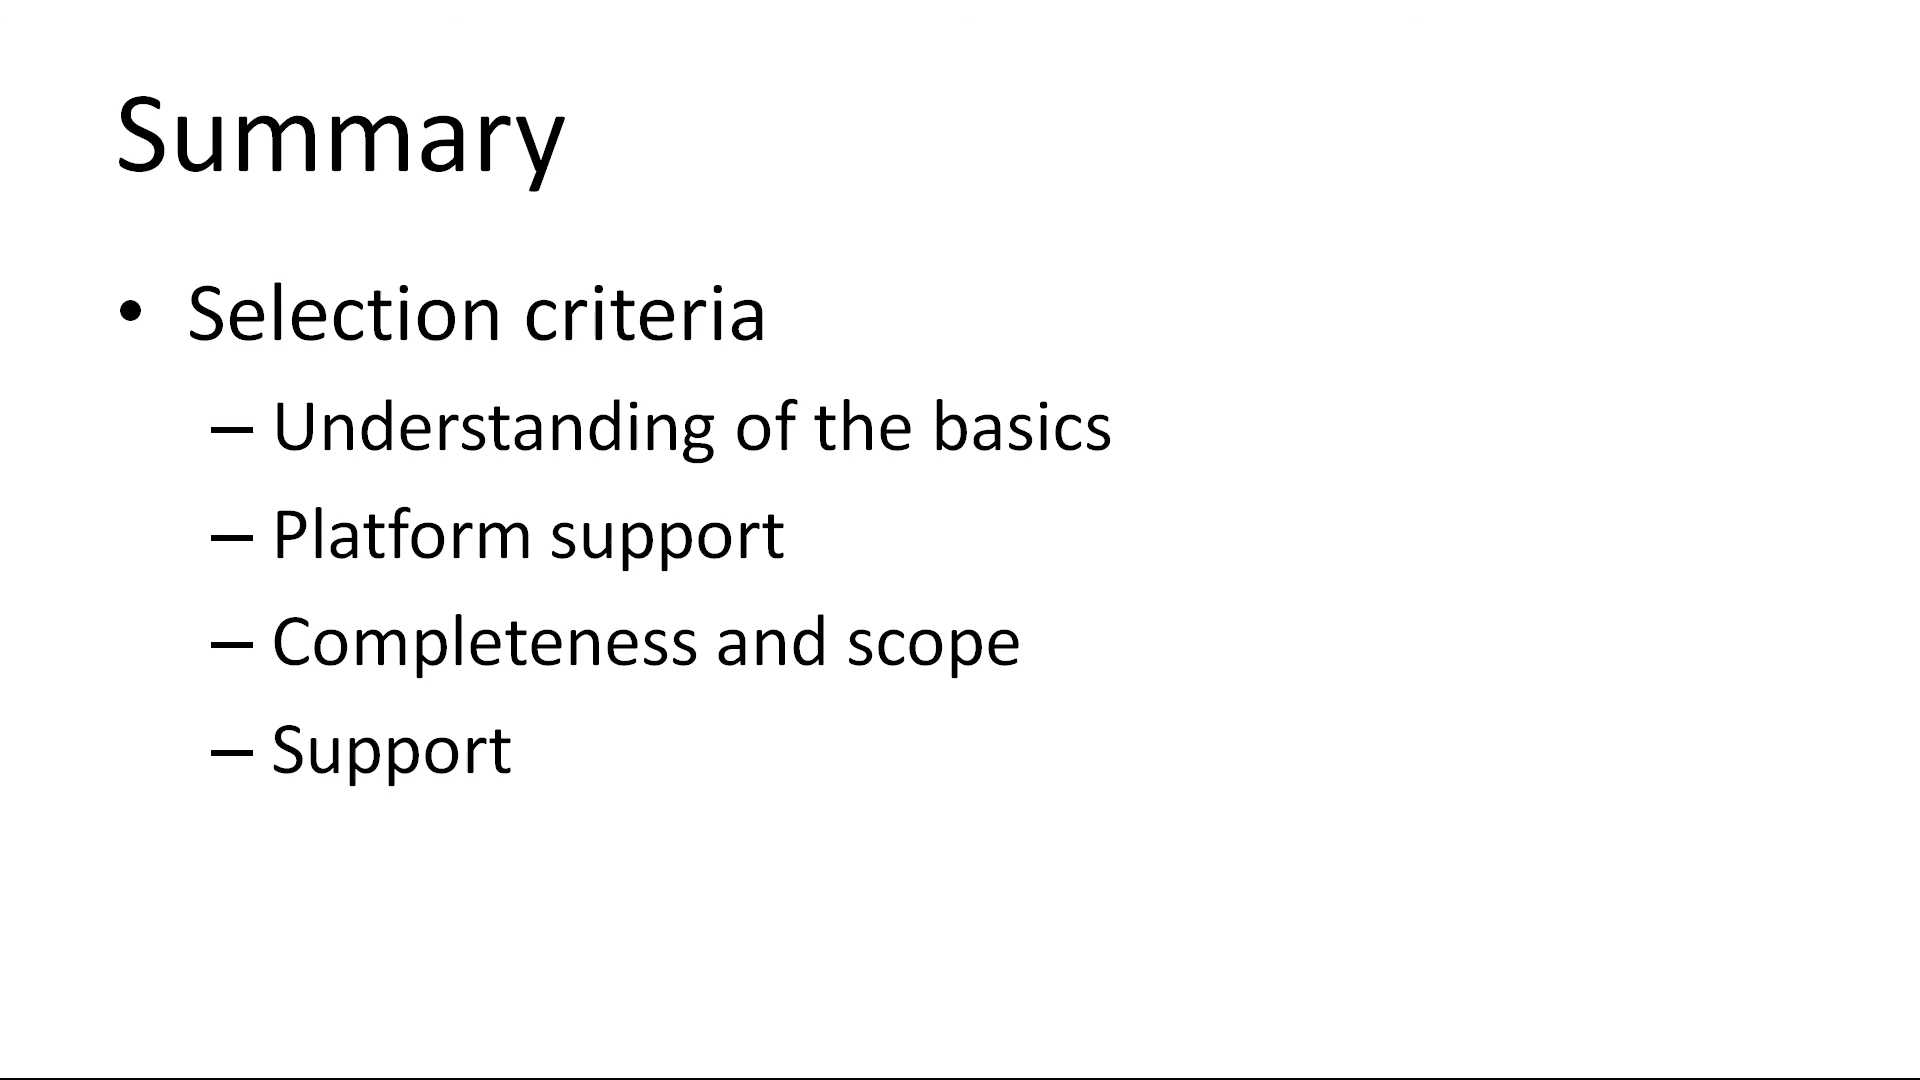 Summary
• Selection criteria
– Understanding of the basics
– Platform support
– Completeness and scope
– Support